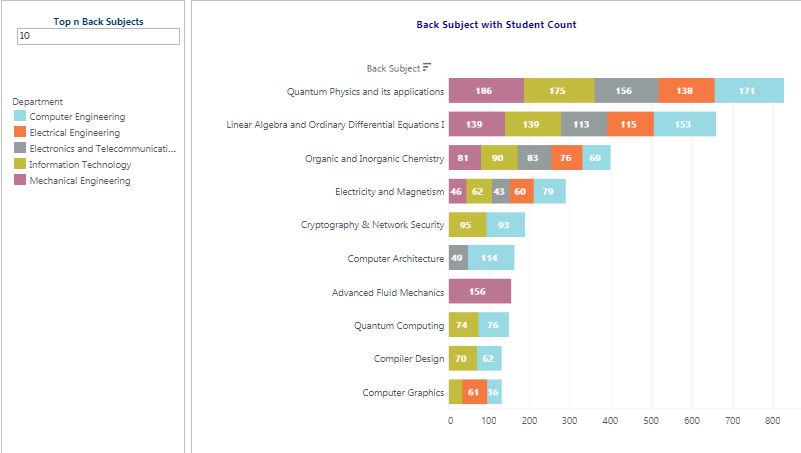 Top n Back Subjects
10
Department
Computer Engineering
Electrical Engineering
Electronics and Telecommunicati...
Information Technology
Mechanical Engineering
Back Subject with Student Count
Back Subject
Quantum Physics and its applications 186 175 156 138 171
Linear Algebra and Ordinary Differential Equations I 139 139 113 115 153
Organic and Inorganic Chemistry 81 90 83 76 69
Electricity and Magnetism 46 62 43 60 79
Cryptography & Network Security 95 93
Computer Architecture 49 114
Advanced Fluid Mechanics 156
Quantum Computing 74 76
Compiler Design 70 62
Computer Graphics 61 36
0 100 200 300 400 500 600 700 800